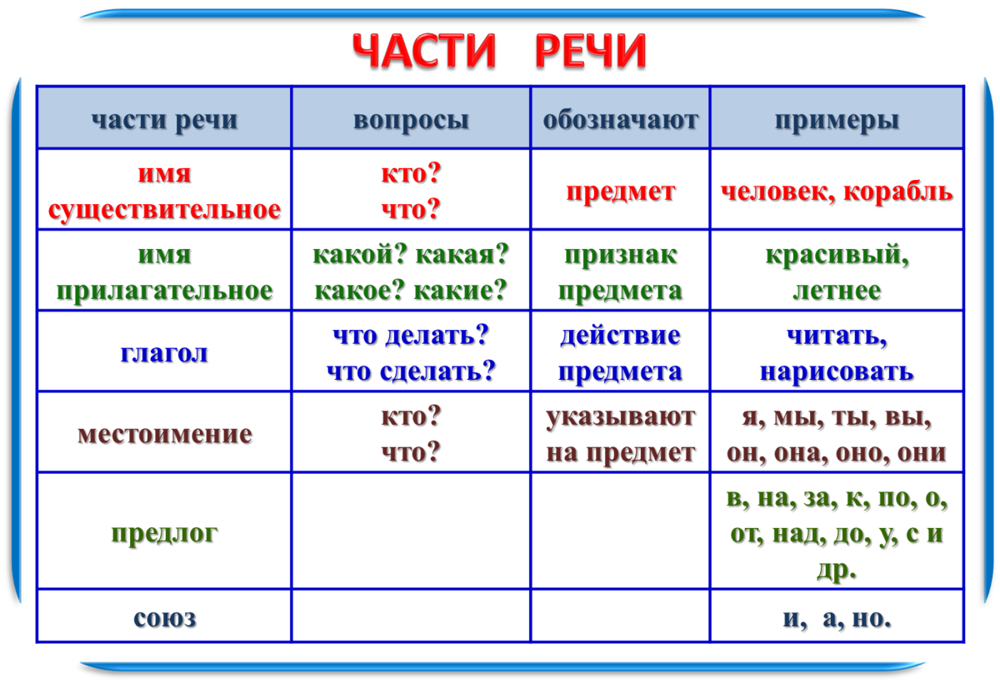 ЧАСТИ РЕЧИ
части речи вопросы обозначают примеры
имя
существительное
кто?
что?
предмет
человек, корабль
имя
прилагательное
какой? какая?
какое? какие?
признак
предмета
красивый,
летнее
глагол
что делать?
что сделать?
действие
предмета
читать,
нарисовать
местоимение
кто?
что?
указывают
на предмет
я, мы, ты, вы,
он, она, оно, они
предлог
в, на, за, к, по, о,
от, над, до, у, с и
др.
союз
и, а, но.